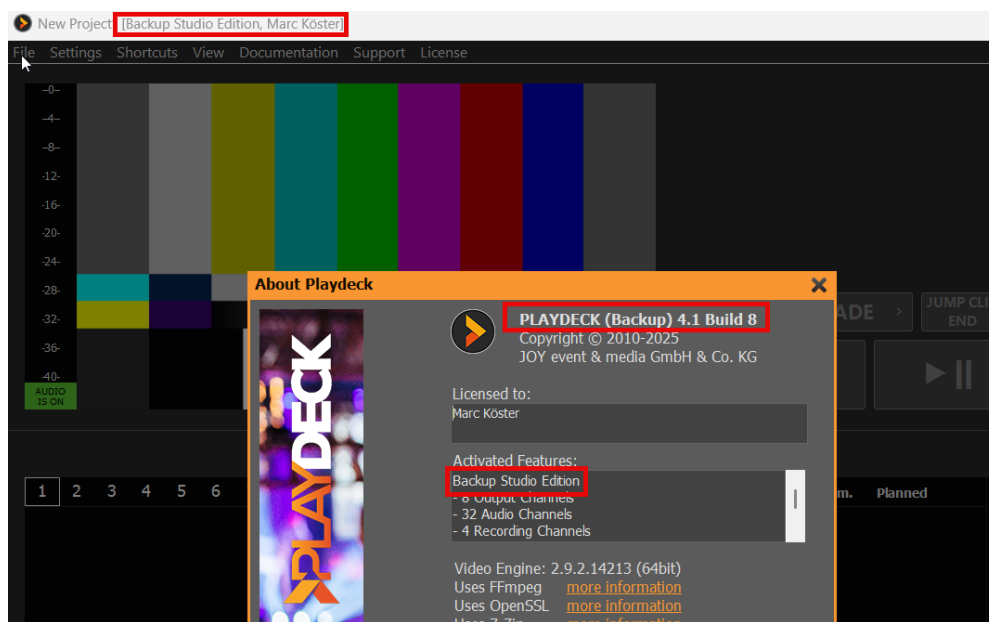 New Project [Backup Studio Edition, Marc Köster]
File Settings Shortcuts View Documentation Support License
-0-
-4-
-8-
-12-
-16-
-20-
-24-
-28-
-32-
-36-
-40-
AUDIO
IS ON
About Playdeck
PLAYDECK
PLAYDECK (Backup) 4.1 Build 8
Copyright © 2010-2025
JOY event & media GmbH & Co. KG
Licensed to:
Marc Köster
Activated Features:
Backup Studio Edition
- 8 Output Channels
- 32 Audio Channels
- 4 Recording Channels
Video Engine: 2.9.2.14213 (64bit)
Uses FFmpeg more information
Uses OpenSSL more information
ADE
JUMP CLI
END
1 2 3 4 5 6
m. Planned